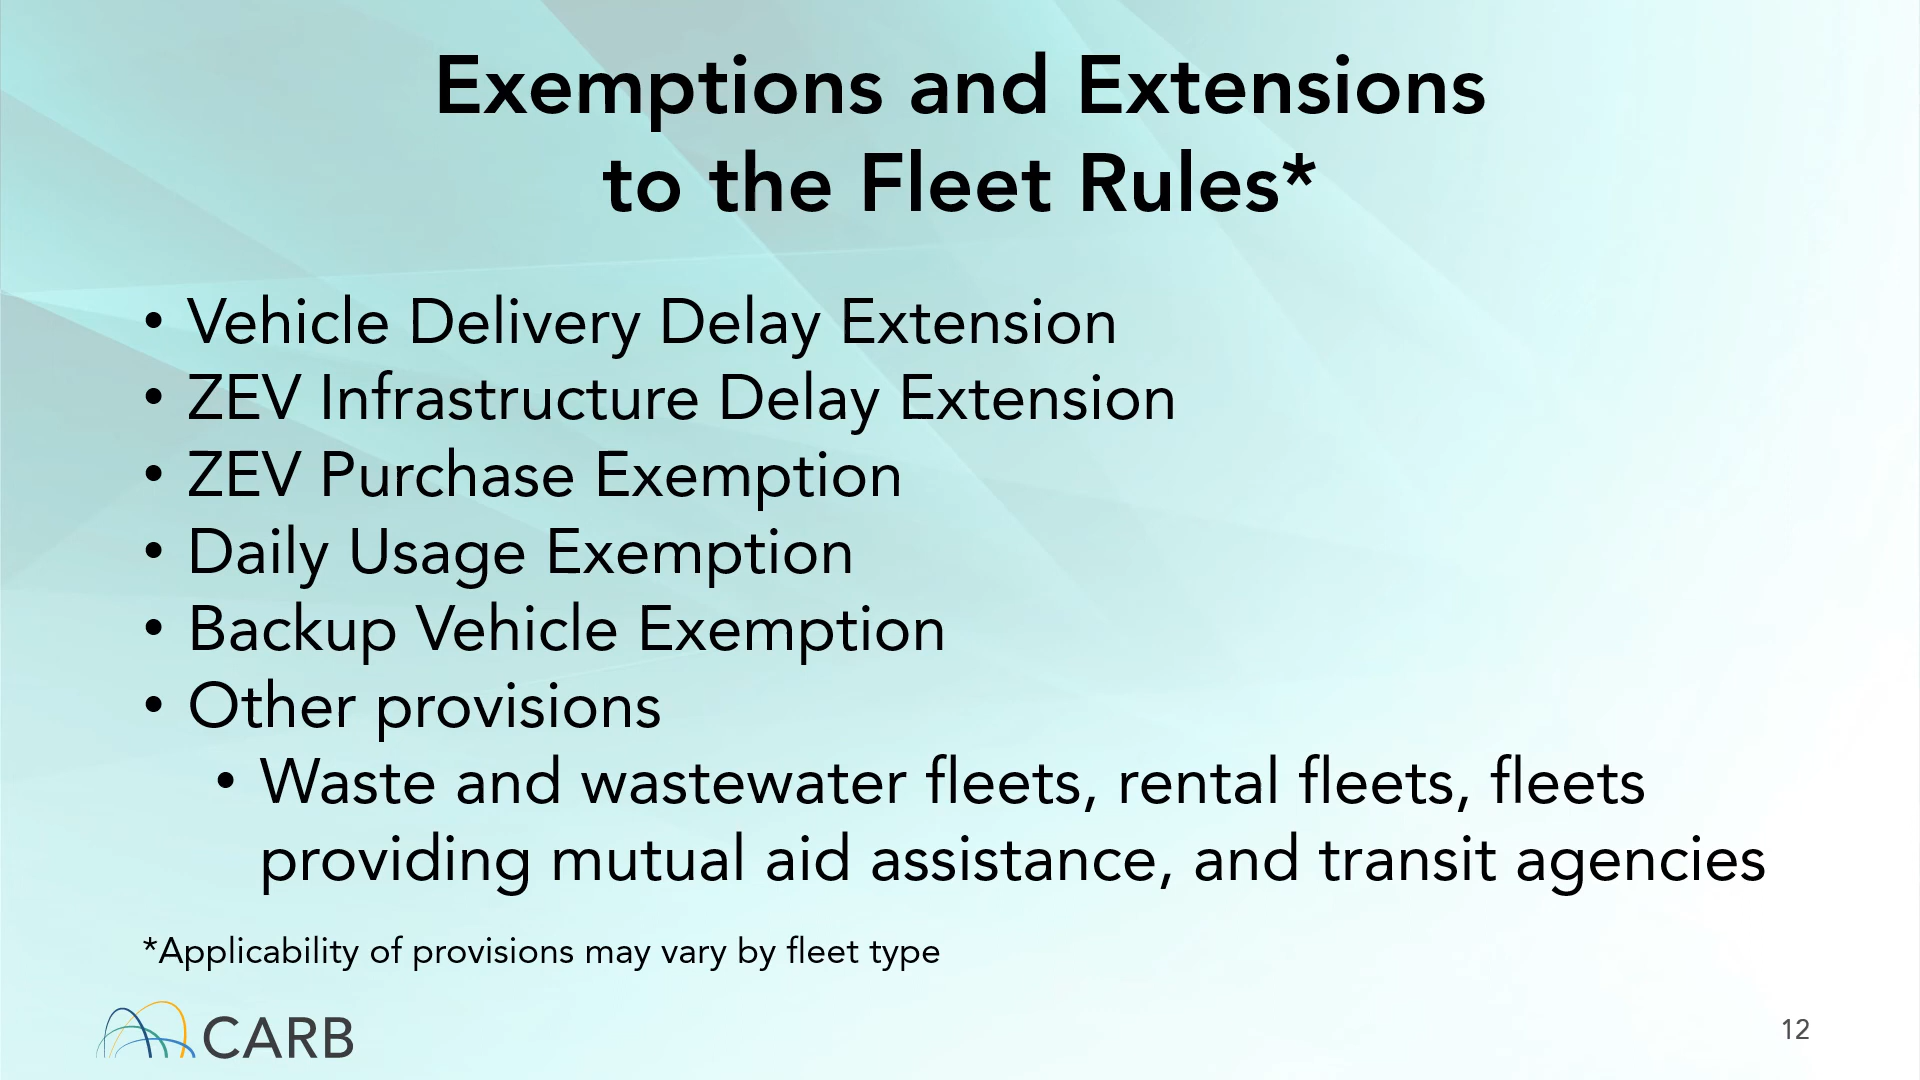 Exemptions and Extensions
to the Fleet Rules*
• Vehicle Delivery Delay Extension
• ZEV Infrastructure Delay Extension
• ZEV Purchase Exemption
• Daily Usage Exemption
• Backup Vehicle Exemption
• Other provisions
• Waste and wastewater fleets, rental fleets, fleets
providing mutual aid assistance, and transit agencies
*Applicability of provisions may vary by fleet type
CARB
12